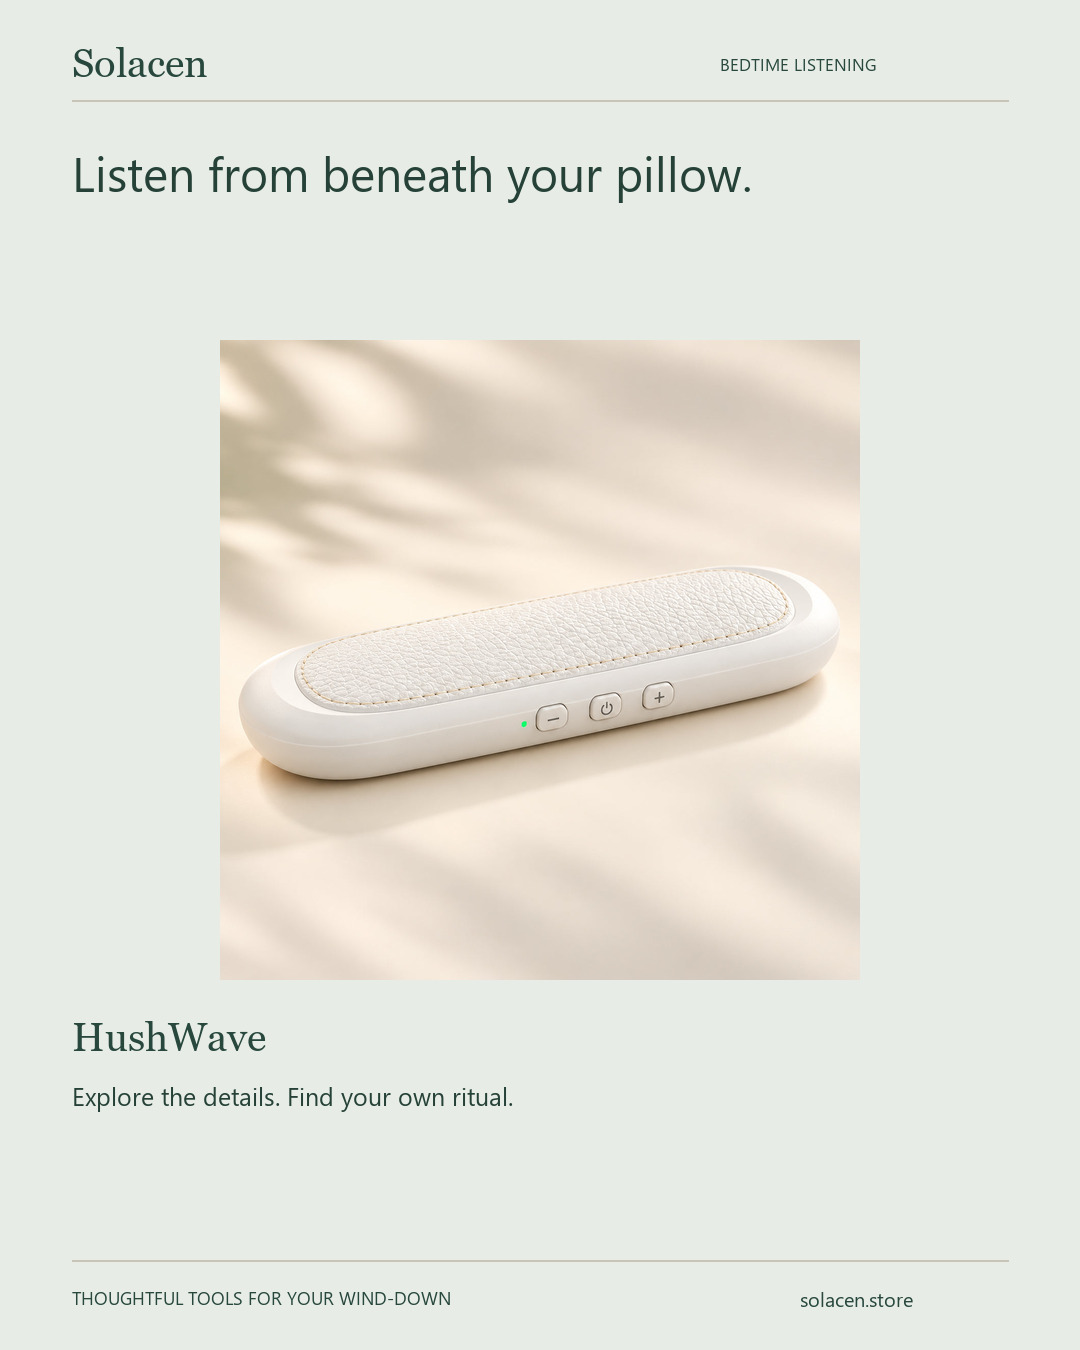 Solacen
BEDTIME LISTENING
Listen from beneath your pillow.
HushWave
Explore the details. Find your own ritual.
THOUGHTFUL TOOLS FOR YOUR WIND-DOWN
solacen.store